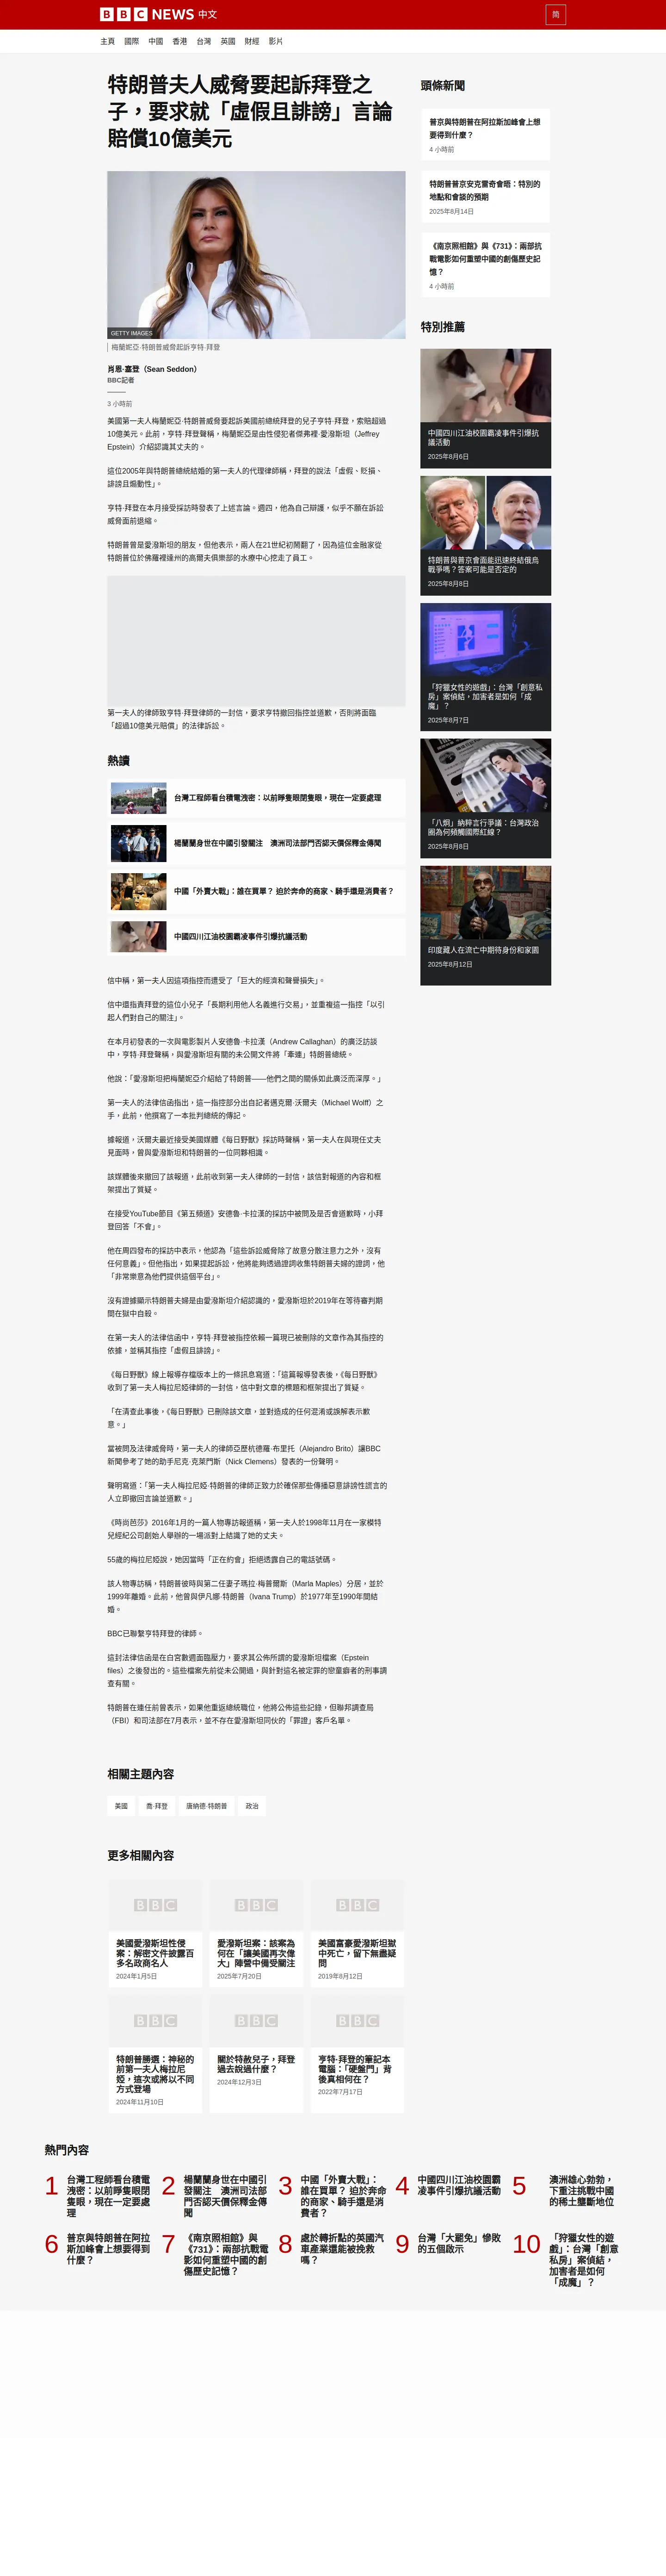 BBC NEWS 中文
简
主頁 國際 中國 香港 台灣 英國 財經 影片
特朗普夫人威脅要起訴拜登之
子，要求就「虛假且誹謗」言論
賠償10億美元
GETTY IMAGES
梅蘭妮亞·特朗普威脅起訴亨特·拜登
肖恩·塞登（Sean Seddon）
BBC記者
3 小時前
美國第一夫人梅蘭妮亞·特朗普威脅要起訴美國前總統拜登的兒子亨特·拜登，索賠超過
10億美元。此前，亨特·拜登聲稱，梅蘭妮亞是由性侵犯者傑弗裡·愛潑斯坦（Jeffrey
Epstein）介紹認識其丈夫的。
這位2005年與特朗普總統結婚的第一夫人的代理律師稱，拜登的說法「虛假、貶損、
誹謗且煽動性」。
亨特·拜登在本月接受採訪時發表了上述言論。週四，他為自己辯護，似乎不願在訴訟
威脅面前退縮。
特朗普曾是愛潑斯坦的朋友，但他表示，兩人在21世紀初鬧翻了，因為這位金融家從
特朗普位於佛羅裡達州的高爾夫俱樂部的水療中心挖走了員工。
第一夫人的律師致亨特·拜登律師的一封信，要求亨特撤回指控並道歉，否則將面臨
「超過10億美元賠償」的法律訴訟。
熱讀
台灣工程師看台積電洩密：以前睜隻眼閉隻眼，現在一定要處理
楊蘭蘭身世在中國引發關注　澳洲司法部門否認天價保釋金傳聞
中國「外賣大戰」：誰在買單？ 迫於奔命的商家、騎手還是消費者？
中國四川江油校園霸凌事件引爆抗議活動
信中稱，第一夫人因這項指控而遭受了「巨大的經濟和聲譽損失」。
信中還指責拜登的這位小兒子「長期利用他人名義進行交易」，並重複這一指控「以引
起人們對自己的關注」。
在本月初發表的一次與電影製片人安德魯·卡拉漢（Andrew Callaghan）的廣泛訪談
中，亨特·拜登聲稱，與愛潑斯坦有關的未公開文件將「牽連」特朗普總統。
他說：「愛潑斯坦把梅蘭妮亞介紹給了特朗普——他們之間的關係如此廣泛而深厚。」
第一夫人的法律信函指出，這一指控部分出自記者邁克爾·沃爾夫（Michael Wolff）之
手，此前，他撰寫了一本批判總統的傳記。
據報道，沃爾夫最近接受美國媒體《每日野獸》採訪時聲稱，第一夫人在與現任丈夫
見面時，曾與愛潑斯坦和特朗普的一位同夥相識。
該媒體後來撤回了該報道，此前收到第一夫人律師的一封信，該信對報道的內容和框
架提出了質疑。
在接受YouTube節目《第五頻道》安德魯·卡拉漢的採訪中被問及是否會道歉時，小拜
登回答「不會」。
他在周四發布的採訪中表示，他認為「這些訴訟威脅除了故意分散注意力之外，沒有
任何意義」。但他指出，如果提起訴訟，他將能夠透過證詞收集特朗普夫婦的證詞，他
「非常樂意為他們提供這個平台」。
沒有證據顯示特朗普夫婦是由愛潑斯坦介紹認識的，愛潑斯坦於2019年在等待審判期
間在獄中自殺。
在第一夫人的法律信函中，亨特·拜登被指控依賴一篇現已被刪除的文章作為其指控的
依據，並稱其指控「虛假且誹謗」。
《每日野獸》線上報導存檔版本上的一條訊息寫道：「這篇報導發表後，《每日野獸》
收到了第一夫人梅拉尼婭律師的一封信，信中對文章的標題和框架提出了質疑。
「在清查此事後，《每日野獸》已刪除該文章，並對造成的任何混淆或誤解表示歉
意。」
當被問及法律威脅時，第一夫人的律師亞歷杭德羅·布里托（Alejandro Brito）讓BBC
新聞參考了她的助手尼克·克萊門斯（Nick Clemens）發表的一份聲明。
聲明寫道：「第一夫人梅拉尼婭·特朗普的律師正致力於確保那些傳播惡意誹謗性謊言的
人立即撤回言論並道歉。」
《時尚芭莎》2016年1月的一篇人物專訪報道稱，第一夫人於1998年11月在一家模特
兒經紀公司創始人舉辦的一場派對上結識了她的丈夫。
55歲的梅拉尼婭說，她因當時「正在約會」拒絕透露自己的電話號碼。
該人物專訪稱，特朗普彼時與第二任妻子瑪拉·梅普爾斯（Marla Maples）分居，並於
1999年離婚。此前，他曾與伊凡娜·特朗普（Ivana Trump）於1977年至1990年間結
婚。
BBC已聯繫亨特拜登的律師。
這封法律信函是在白宮數週面臨壓力，要求其公佈所謂的愛潑斯坦檔案（Epstein
files）之後發出的。這些檔案先前從未公開過，與針對這名被定罪的戀童癖者的刑事調
查有關。
特朗普在連任前曾表示，如果他重返總統職位，他將公佈這些記錄，但聯邦調查局
（FBI）和司法部在7月表示，並不存在愛潑斯坦同伙的「罪證」客戶名單。
相關主題內容
美國 喬·拜登 唐納德·特朗普 政治
更多相關內容
BBC BBC BBC
美國愛潑斯坦性侵
案：解密文件披露百
多名政商名人
2024年1月5日
愛潑斯坦案：該案為
何在「讓美國再次偉
大」陣營中備受關注
2025年7月20日
美國富豪愛潑斯坦獄
中死亡，留下無盡疑
問
2019年8月12日
BBC BBC BBC
特朗普勝選：神秘的
前第一夫人梅拉尼
婭，這次或將以不同
方式登場
2024年11月10日
關於特赦兒子，拜登
過去說過什麼？
2024年12月3日
亨特·拜登的筆記本
電腦：「硬盤門」背
後真相何在？
2022年7月17日
頭條新聞
普京與特朗普在阿拉斯加峰會上想
要得到什麼？
4 小時前
特朗普普京安克雷奇會晤：特別的
地點和會談的預期
2025年8月14日
《南京照相館》與《731》：兩部抗
戰電影如何重塑中國的創傷歷史記
憶？
4 小時前
特別推薦
中國四川江油校園霸凌事件引爆抗
議活動
2025年8月6日
特朗普與普京會面能迅速終結俄烏
戰爭嗎？答案可能是否定的
2025年8月8日
「狩獵女性的遊戲」：台灣「創意私
房」案偵結，加害者是如何「成
魔」？
2025年8月7日
「八炯」納粹言行爭議：台灣政治
圈為何頻觸國際紅線？
2025年8月8日
印度藏人在流亡中期待身份和家園
2025年8月12日
熱門內容
1
台灣工程師看台積電
洩密：以前睜隻眼閉
隻眼，現在一定要處
理
2
楊蘭蘭身世在中國引
發關注　澳洲司法部
門否認天價保釋金傳
聞
3
中國「外賣大戰」：
誰在買單？ 迫於奔命
的商家、騎手還是消
費者？
4
中國四川江油校園霸
凌事件引爆抗議活動
5
澳洲雄心勃勃，
下重注挑戰中國
的稀土壟斷地位
6
普京與特朗普在阿拉
斯加峰會上想要得到
什麼？
7
《南京照相館》與
《731》：兩部抗戰電
影如何重塑中國的創
傷歷史記憶？
8
處於轉折點的英國汽
車產業還能被挽救
嗎？
9
台灣「大罷免」慘敗
的五個啟示
10
「狩獵女性的遊
戲」：台灣「創意
私房」案偵結，
加害者是如何
「成魔」？